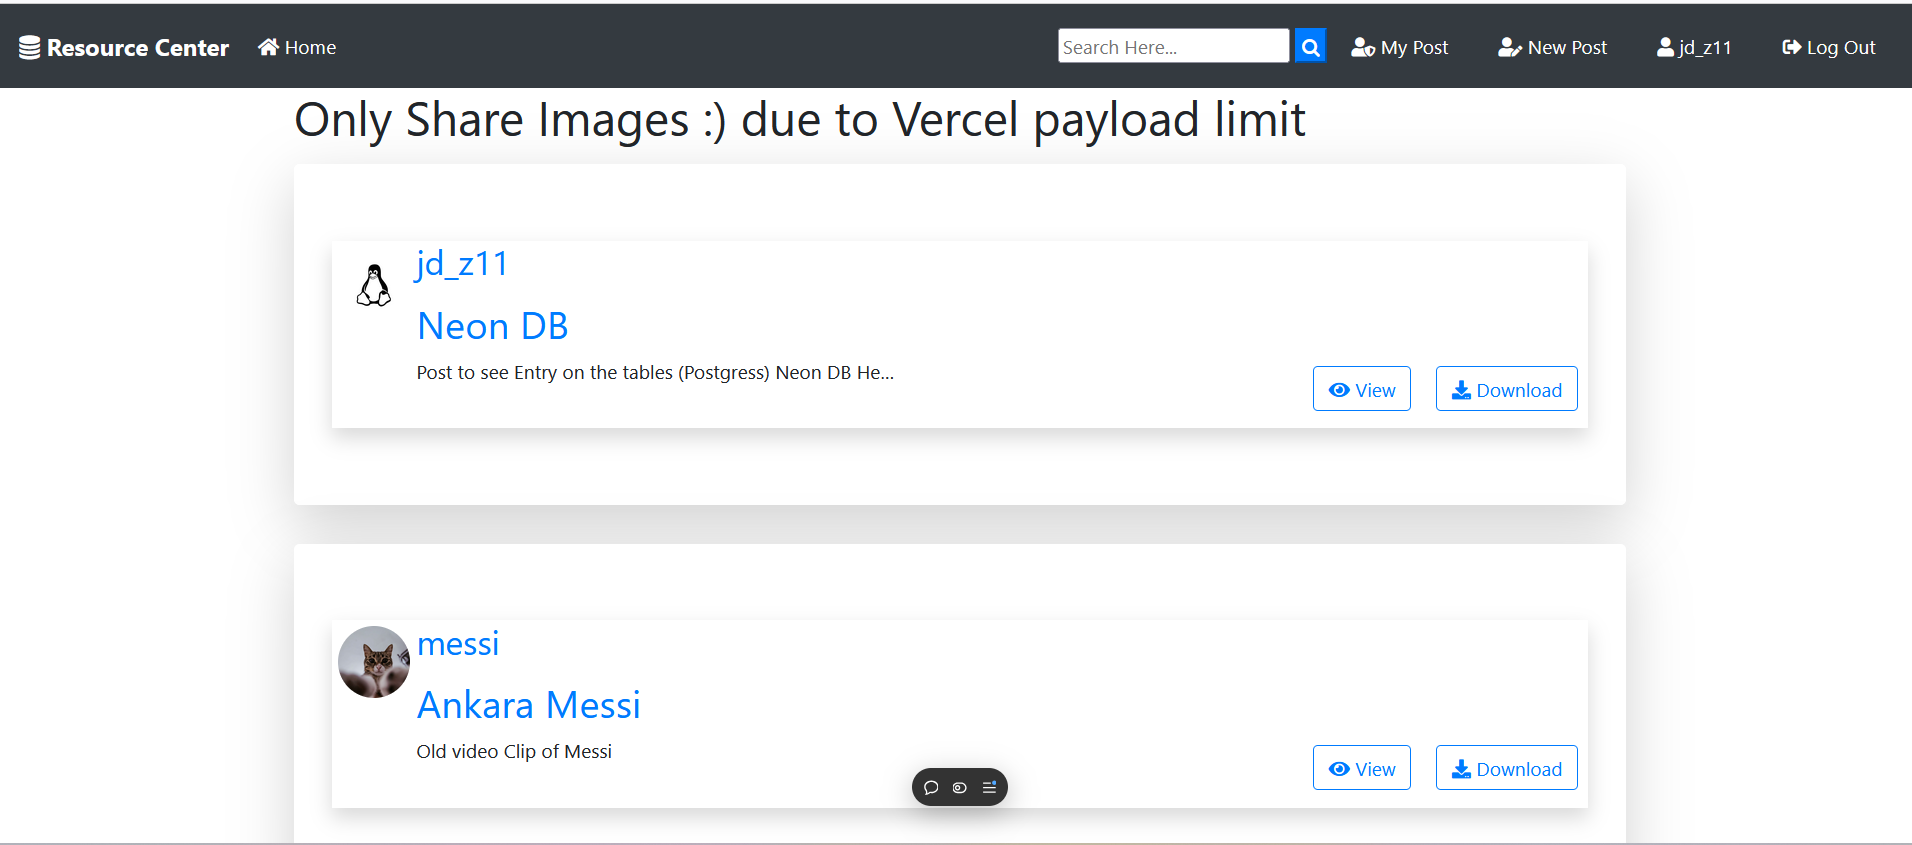 Resource Center Home Search Here... My Post New Post jd_z11 Log Out
Only Share Images :) due to Vercel payload limit
jd_z11
Neon DB
Post to see Entry on the tables (Postgress) Neon DB He...
View Download
messi
Ankara Messi
Old video Clip of Messi
View Download